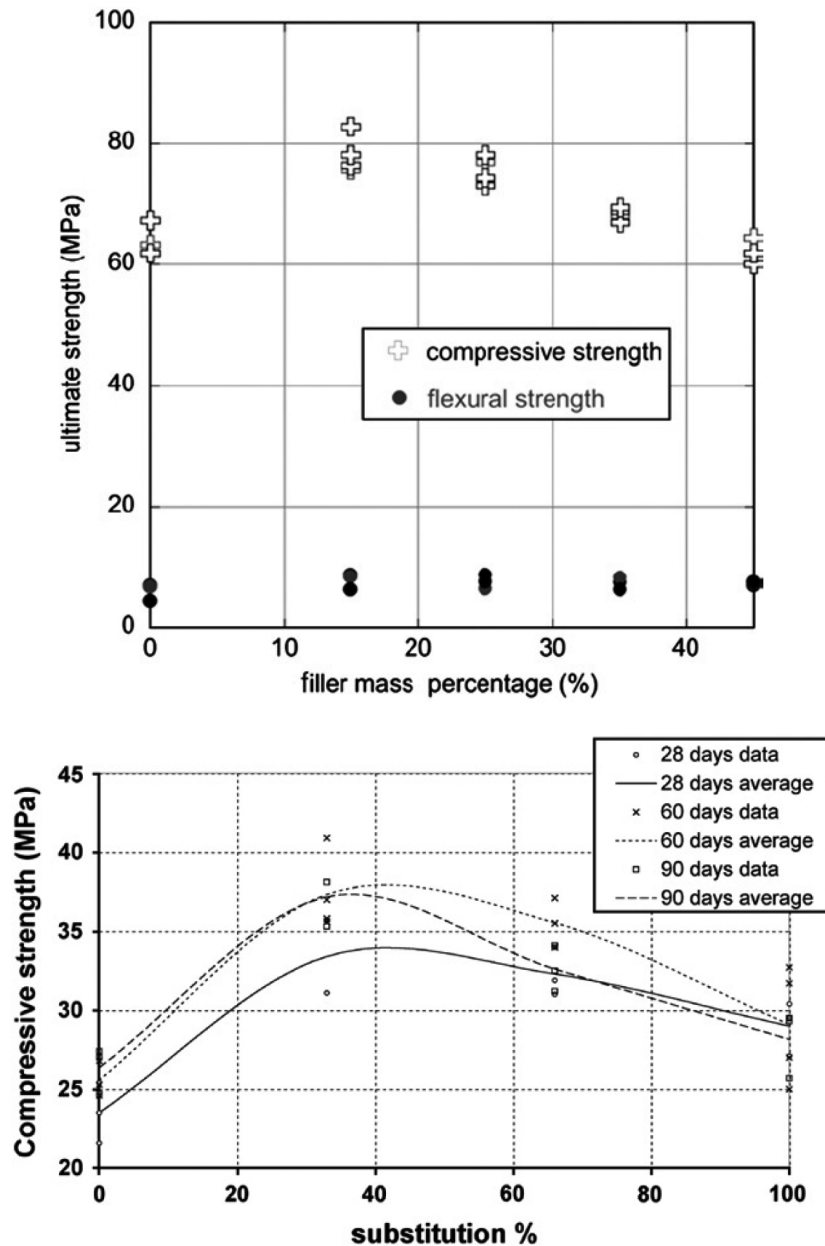 100
80
60
40
20
0
ultimate strength (MPa)
compressive strength
flexural strength
0 10 20 30 40
filler mass percentage (%)
28 days data
28 days average
60 days data
60 days average
90 days data
90 days average
45
40
35
30
25
20
Compressive strength (MPa)
0 20 40 60 80 100
substitution %